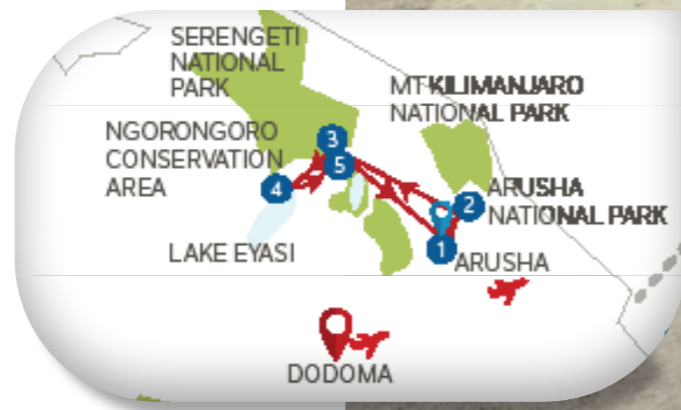 SERENGETI
NATIONAL
PARK
MT KILIMANJARO
NATIONAL PARK
NGORONGORO
CONSERVATION
AREA
3
5
4
2
ARUSHA
NATIONAL PARK
1
LAKE EYASI
ARUSHA
DODOMA